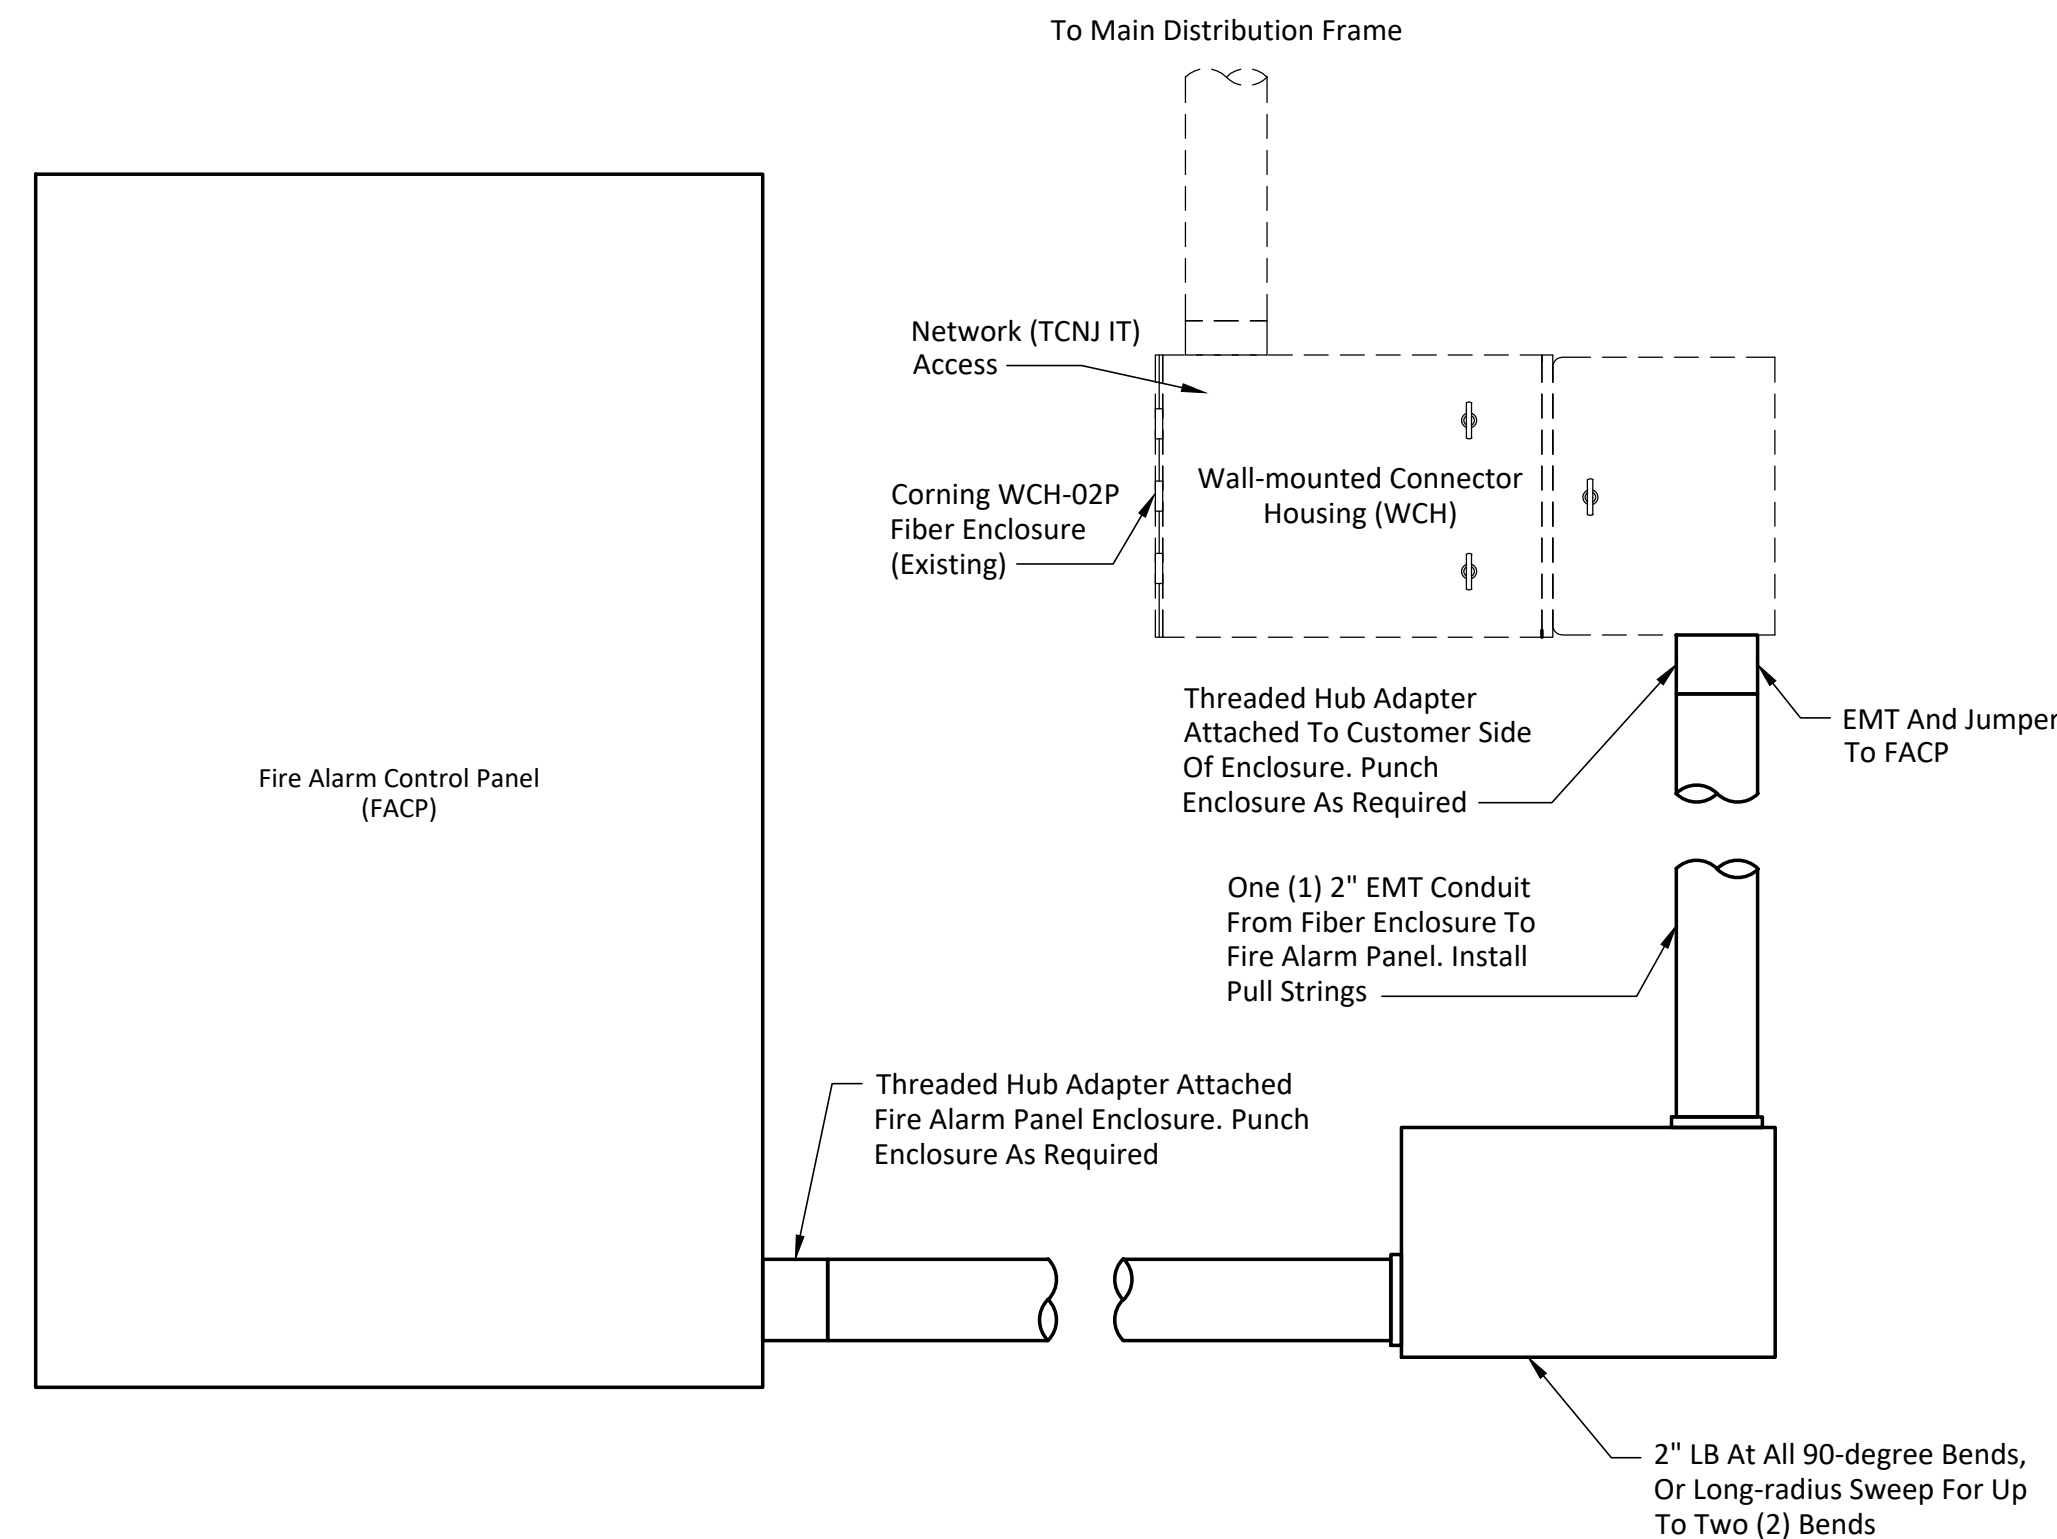 To Main Distribution Frame
Network (TCNJ IT)
Access
Corning WCH-02P
Fiber Enclosure
(Existing)
Wall-mounted Connector
Housing (WCH)
Threaded Hub Adapter
Attached To Customer Side
Of Enclosure. Punch
Enclosure As Required
EMT And Jumper
To FACP
Fire Alarm Control Panel
(FACP)
One (1) 2" EMT Conduit
From Fiber Enclosure To
Fire Alarm Panel. Install
Pull Strings
Threaded Hub Adapter Attached
Fire Alarm Panel Enclosure. Punch
Enclosure As Required
2" LB At All 90-degree Bends,
Or Long-radius Sweep For Up
To Two (2) Bends